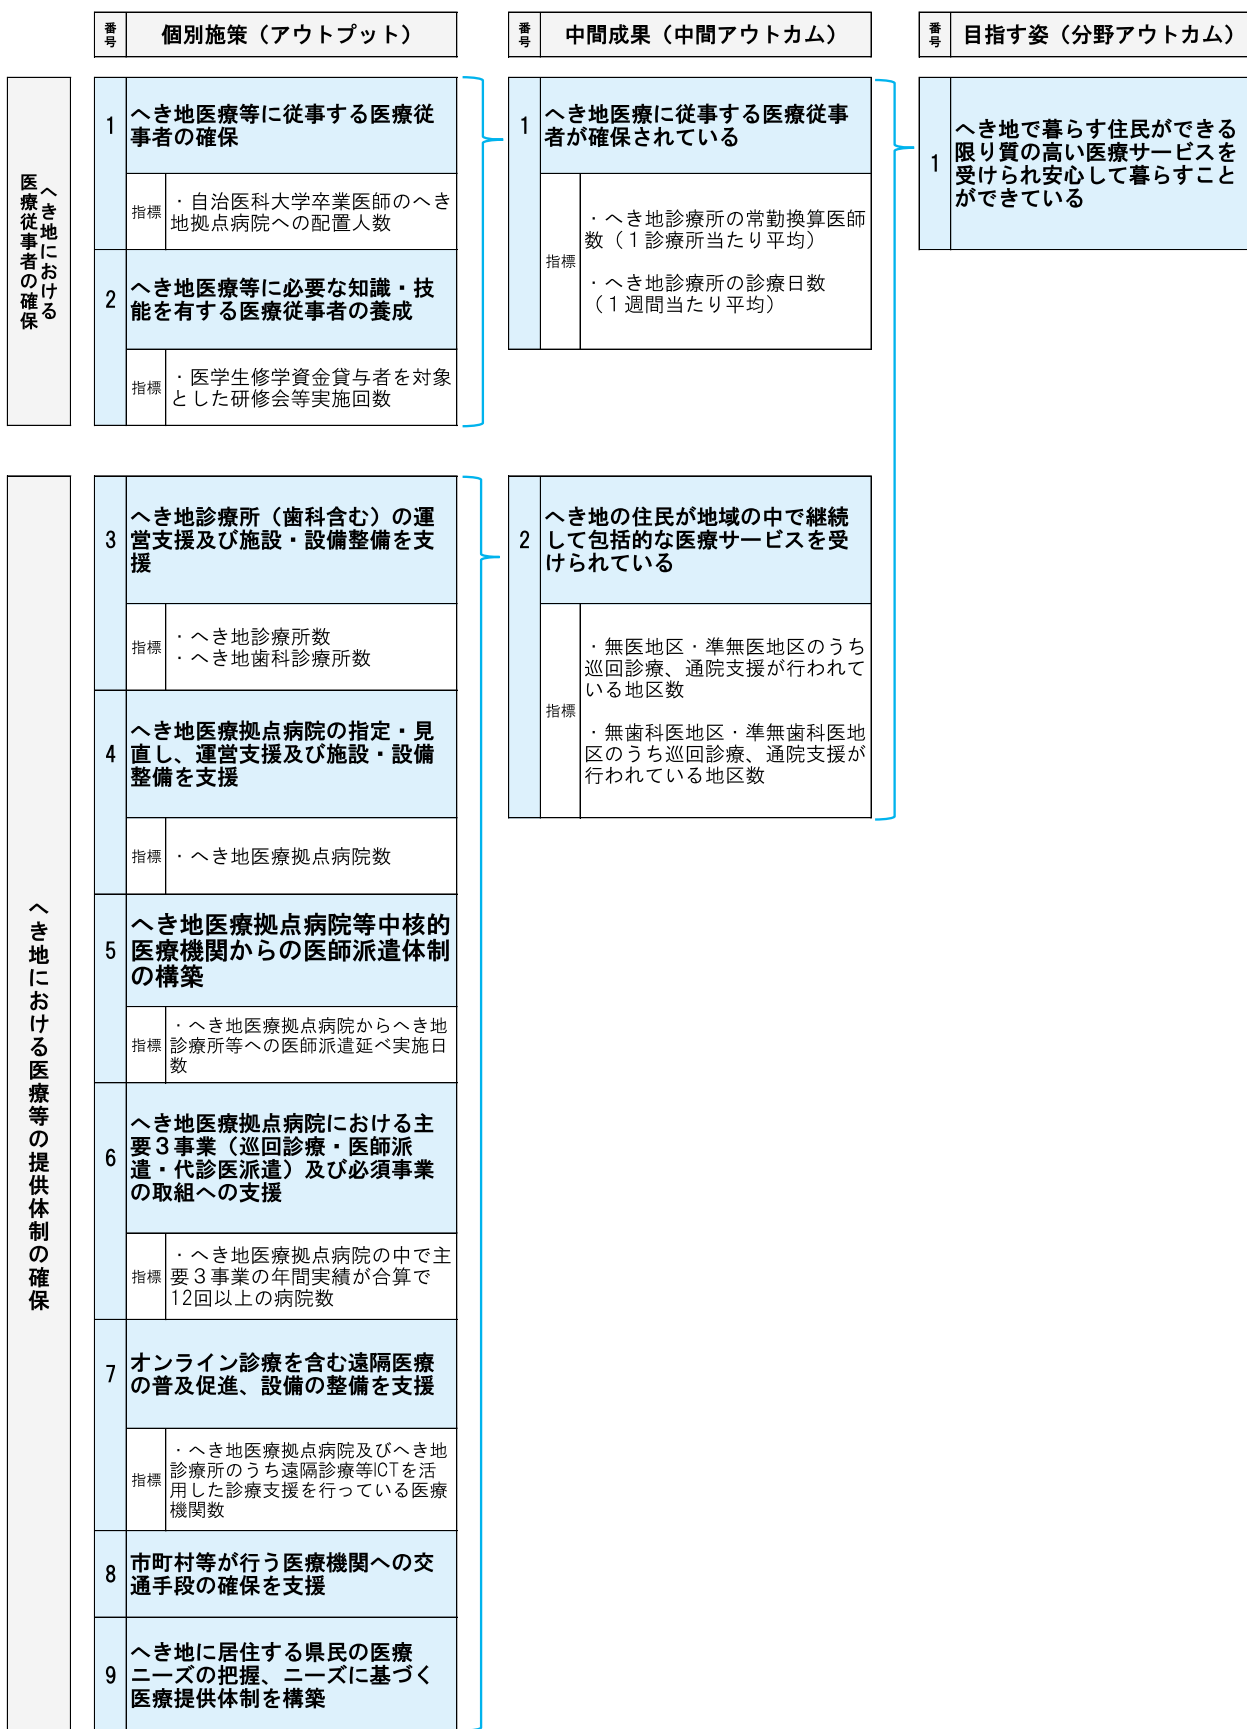 番号
個別施策（アウトプット）
番号
中間成果（中間アウトカム）
番号
目指す姿（分野アウトカム）
へき地における
医療従事者の確保
1
へき地医療等に従事する医療従
事者の確保
指標
・自治医科大学卒業医師のへき
地拠点病院への配置人数
2
へき地医療等に必要な知識・技
能を有する医療従事者の養成
指標
・医学生修学資金貸与者を対象
とした研修会等実施回数
1
へき地医療に従事する医療従事
者が確保されている
指標
・へき地診療所の常勤換算医師
数（１診療所当たり平均）
・へき地診療所の診療日数
（１週間当たり平均）
1
へき地で暮らす住民ができる
限り質の高い医療サービスを
受けられ安心して暮らすこと
ができている
へき地における医療等の提供体制の確保
3
へき地診療所（歯科含む）の運
営支援及び施設・設備整備を支
援
指標
・へき地診療所数
・へき地歯科診療所数
4
へき地医療拠点病院の指定・見
直し、運営支援及び施設・設備
整備を支援
指標
・へき地医療拠点病院数
5
へき地医療拠点病院等中核的
医療機関からの医師派遣体制
の構築
指標
・へき地医療拠点病院からへき地
診療所等への医師派遣延べ実施日
数
6
へき地医療拠点病院における主
要３事業（巡回診療・医師派
遣・代診医派遣）及び必須事業
の取組への支援
指標
・へき地医療拠点病院の中で主
要３事業の年間実績が合算で
12回以上の病院数
7
オンライン診療を含む遠隔医療
の普及促進、設備の整備を支援
指標
・へき地医療拠点病院及びへき地
診療所のうち遠隔診療等ICTを活
用した診療支援を行っている医療
機関数
8
市町村等が行う医療機関への交
通手段の確保を支援
9
へき地に居住する県民の医療
ニーズの把握、ニーズに基づく
医療提供体制を構築
2
へき地の住民が地域の中で継続
して包括的な医療サービスを受
けられている
指標
・無医地区・準無医地区のうち
巡回診療、通院支援が行われて
いる地区数
・無歯科医地区・準無歯科医地
区のうち巡回診療、通院支援が
行われている地区数